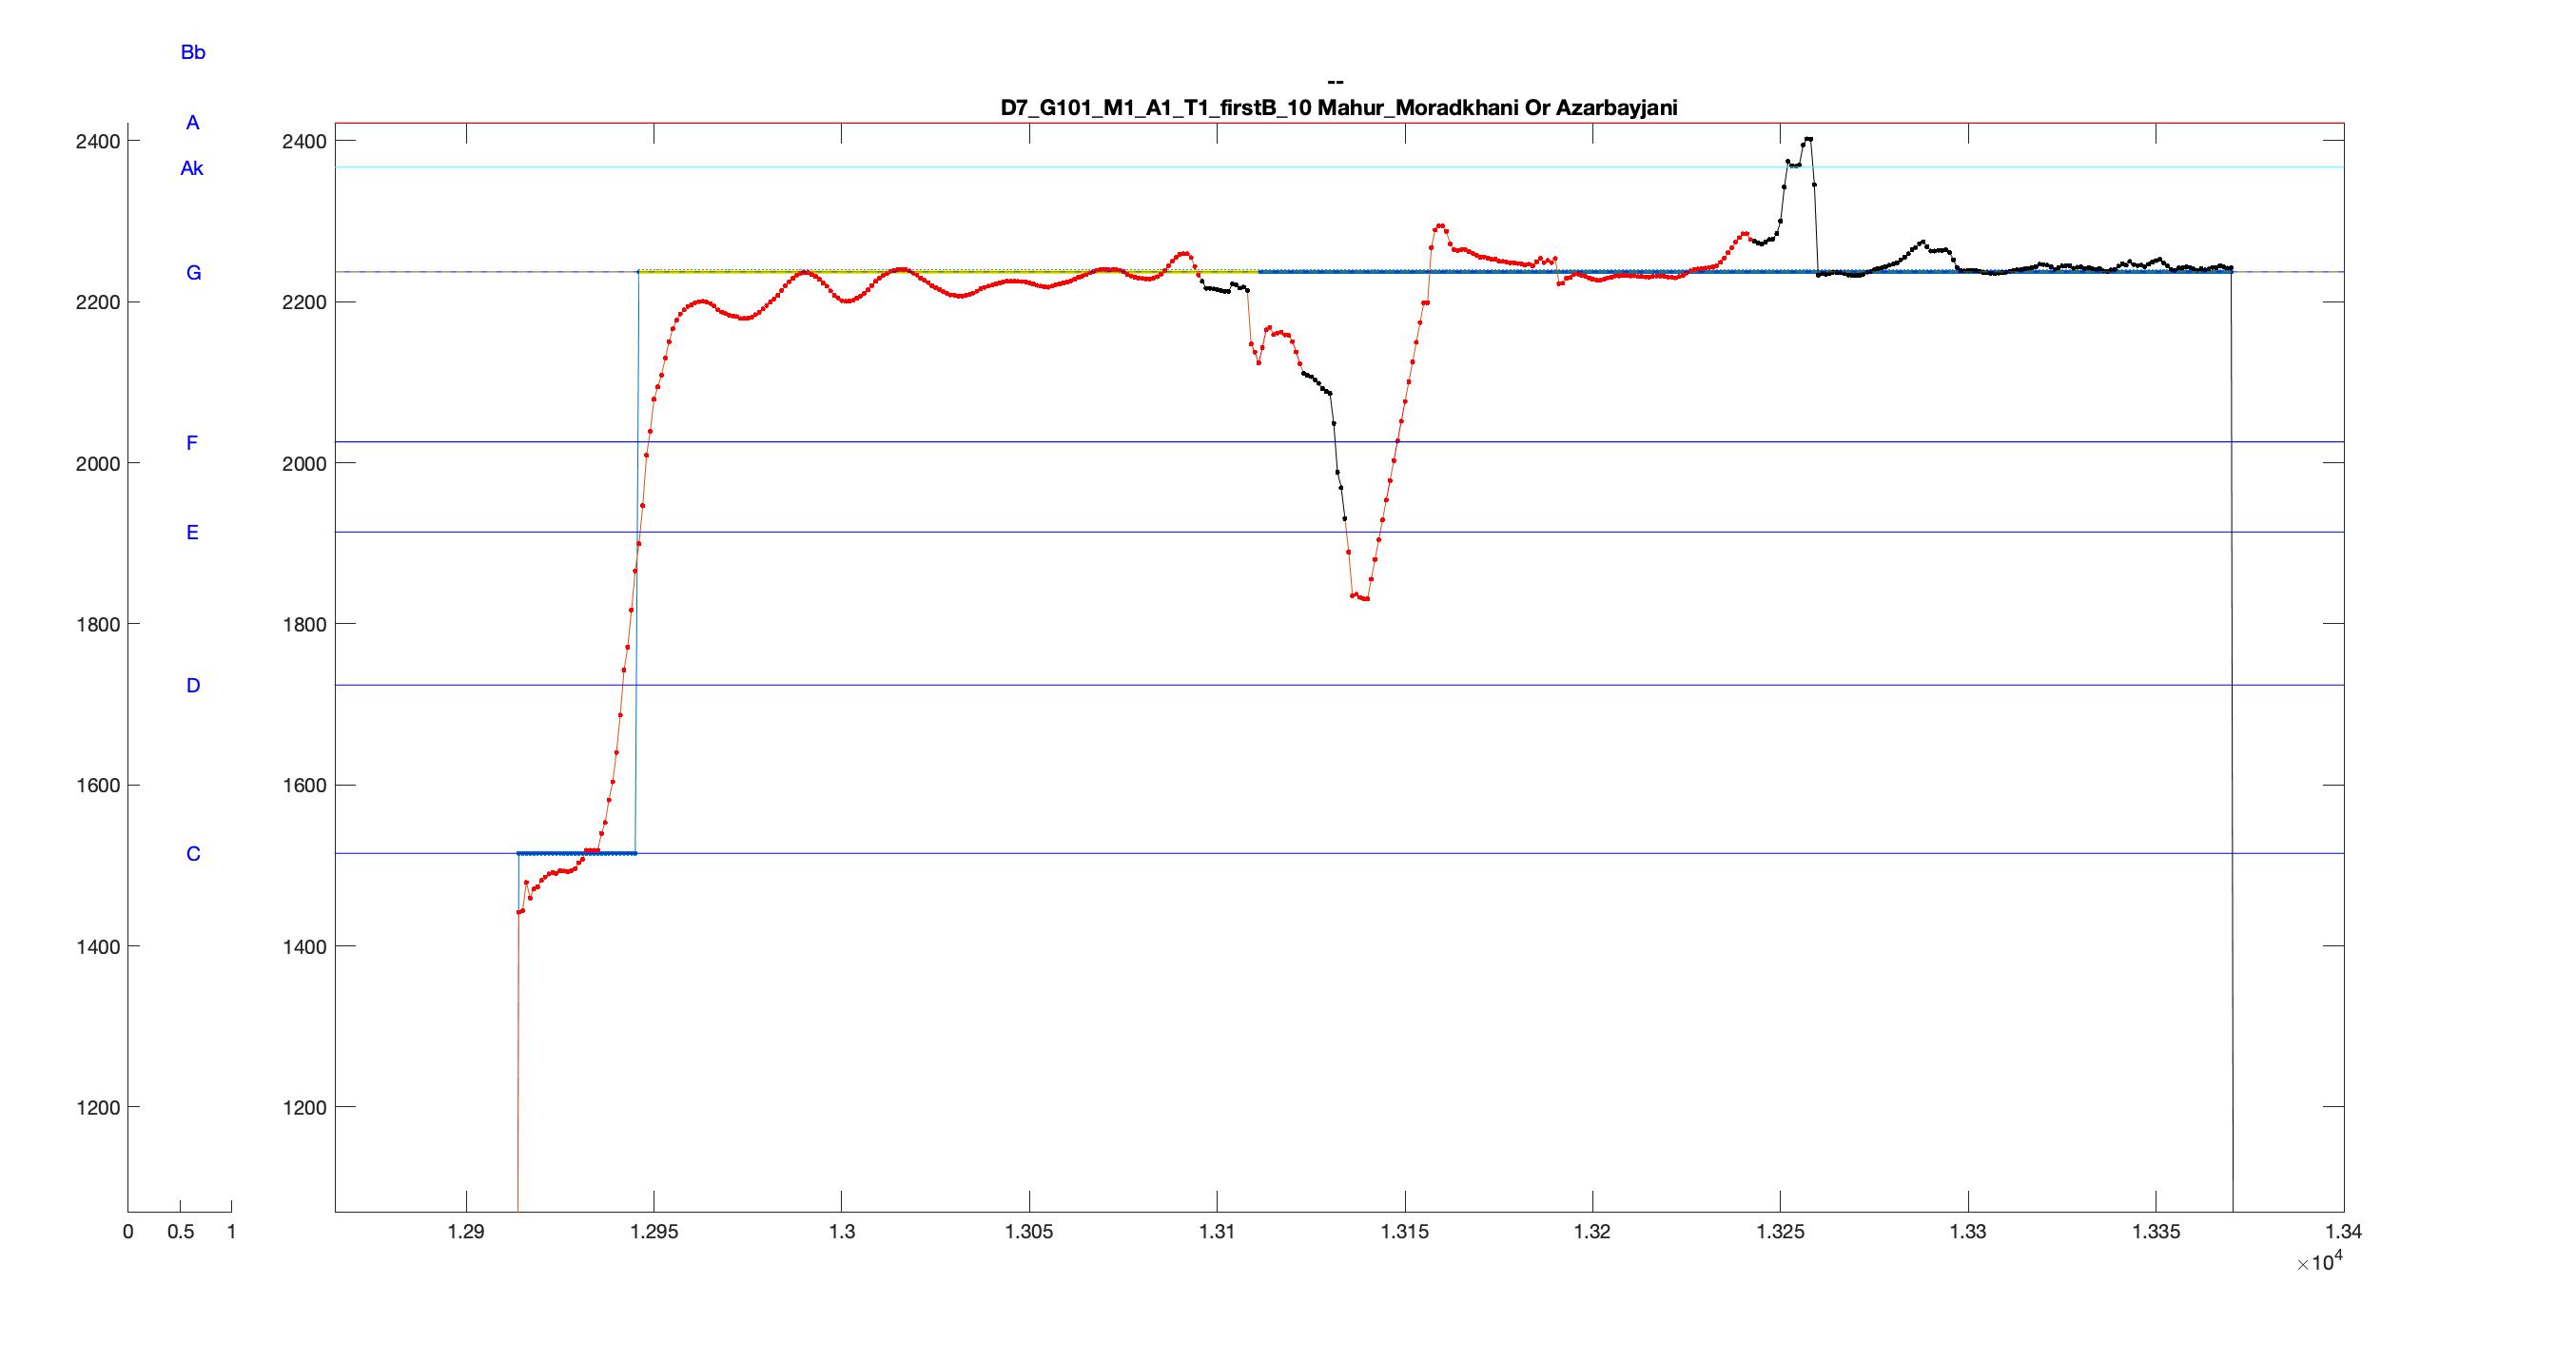 Bb
--
D7_G101_M1_A1_T1_firstB_10 Mahur_Moradkhani Or Azarbayjani
A
2400 2400
Ak
G
2200 2200
F
2000 2000
E
1800 1800
D
1600 1600
C
1400 1400
1200 1200
0 0.5 1 1.29 1.295 1.3 1.305 1.31 1.315 1.32 1.325 1.33 1.335 1.34
×10⁴